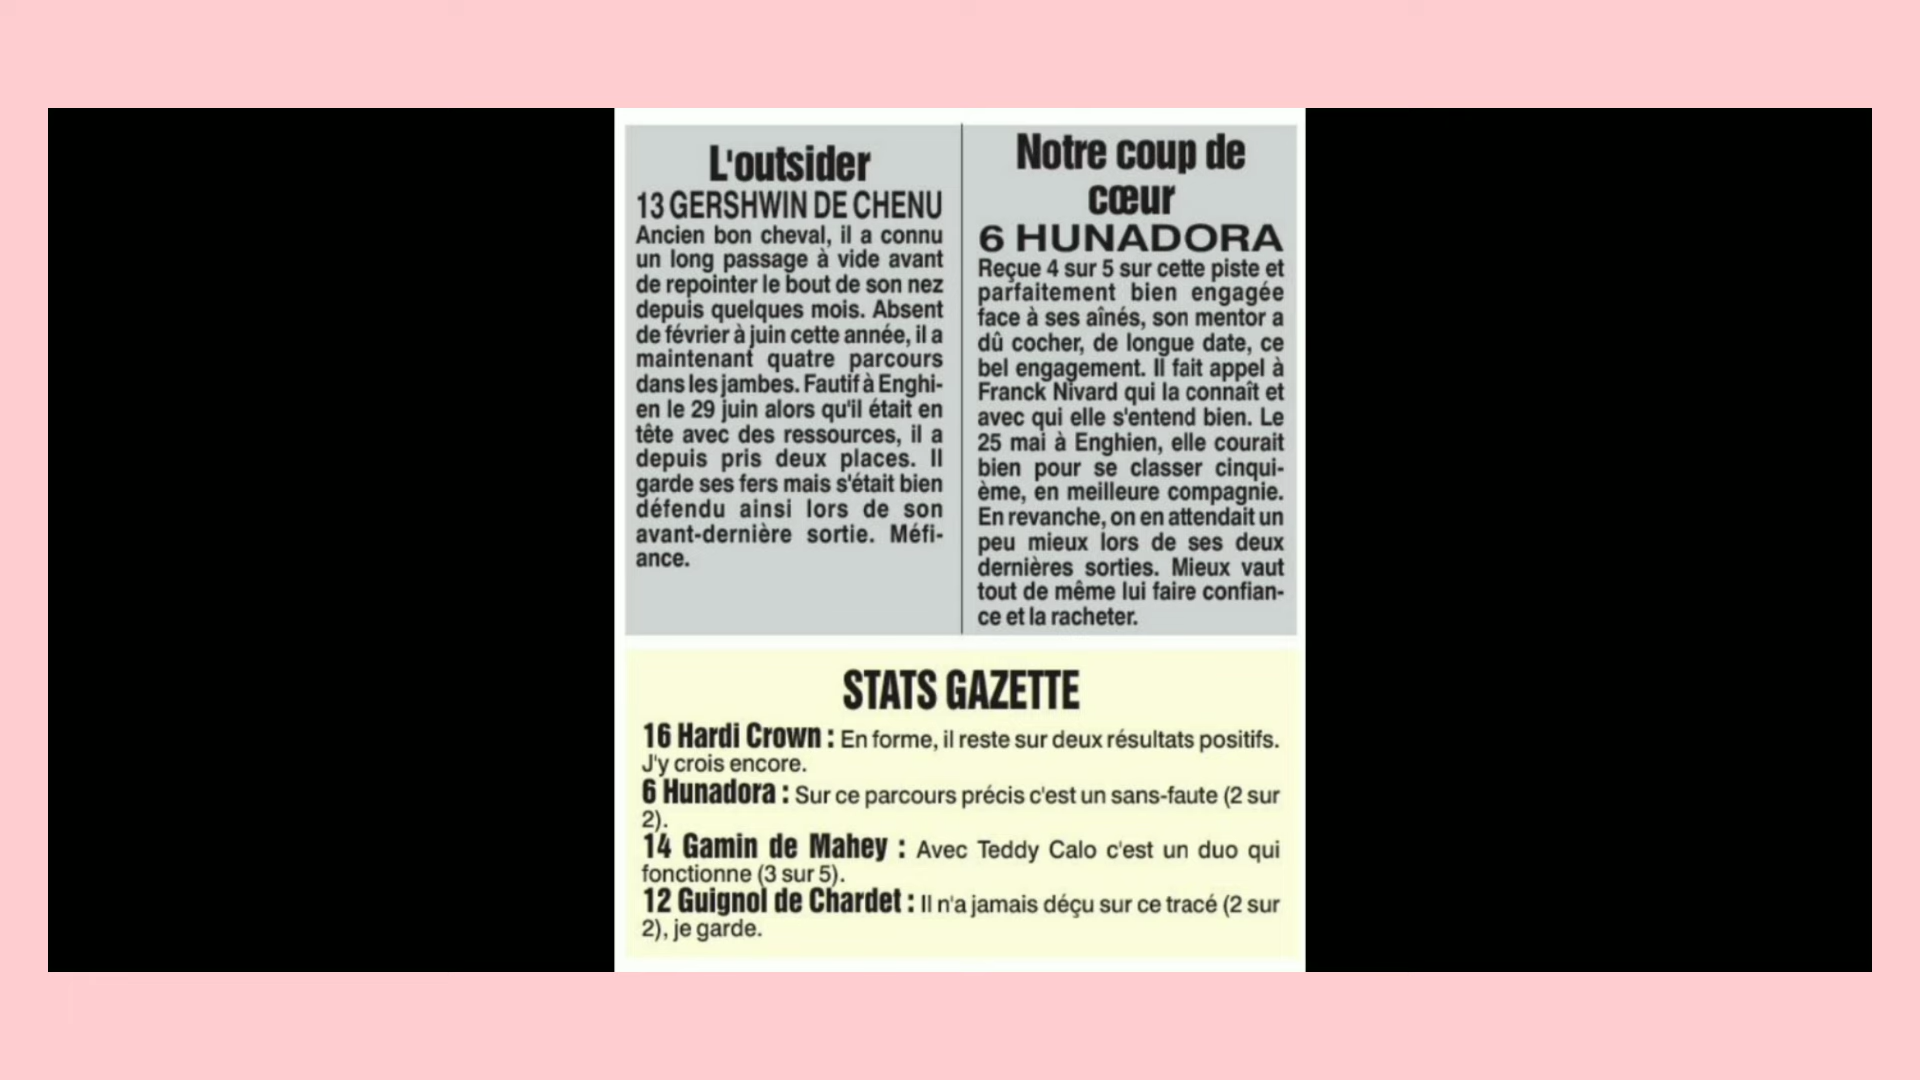 L'outsider
13 GERSHWIN DE CHENU
Ancien bon cheval, il a connu
un long passage à vide avant
de repointer le bout de son nez
depuis quelques mois. Absent
de février à juin cette année, il a
maintenant quatre parcours
dans les jambes. Fautif à Enghi-
en le 29 juin alors qu'il était en
tête avec des ressources, il a
depuis pris deux places. Il
garde ses fers mais s'était bien
défendu ainsi lors de son
avant-dernière sortie. Méfi-
ance.
Notre coup de
cœur
6 HUNADORA
Reçue 4 sur 5 sur cette piste et
parfaitement bien engagée
face à ses aînés, son mentor a
dû cocher, de longue date, ce
bel engagement. Il fait appel à
Franck Nivard qui la connaît et
avec qui elle s'entend bien. Le
25 mai à Enghien, elle courait
bien pour se classer cinqui-
ème, en meilleure compagnie.
En revanche, on en attendait un
peu mieux lors de ses deux
dernières sorties. Mieux vaut
tout de même lui faire confian-
ce et la racheter.
STATS GAZETTE
16 Hardi Crown : En forme, il reste sur deux résultats positifs.
J'y crois encore.
6 Hunadora : Sur ce parcours précis c'est un sans-faute (2 sur
2).
14 Gamin de Mahey : Avec Teddy Calo c'est un duo qui
fonctionne (3 sur 5).
12 Guignol de Chardet : Il n'a jamais déçu sur ce tracé (2 sur
2), je garde.